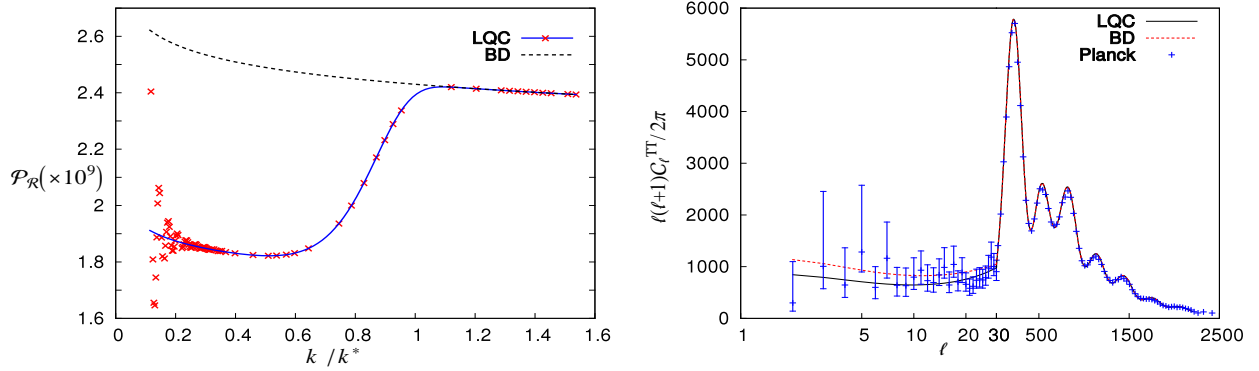 2.6
2.4
2.2
2
1.8
1.6
𝒫_ℛ(×10⁹)
LQC
BD
0 0.2 0.4 0.6 0.8 1 1.2 1.4 1.6
k /k*
6000
5000
4000
3000
2000
1000
0
ℓ(ℓ+1)C_ℓ^TT/2π
LQC
BD
Planck
1 5 10 20 30 500 1500 2500
ℓ